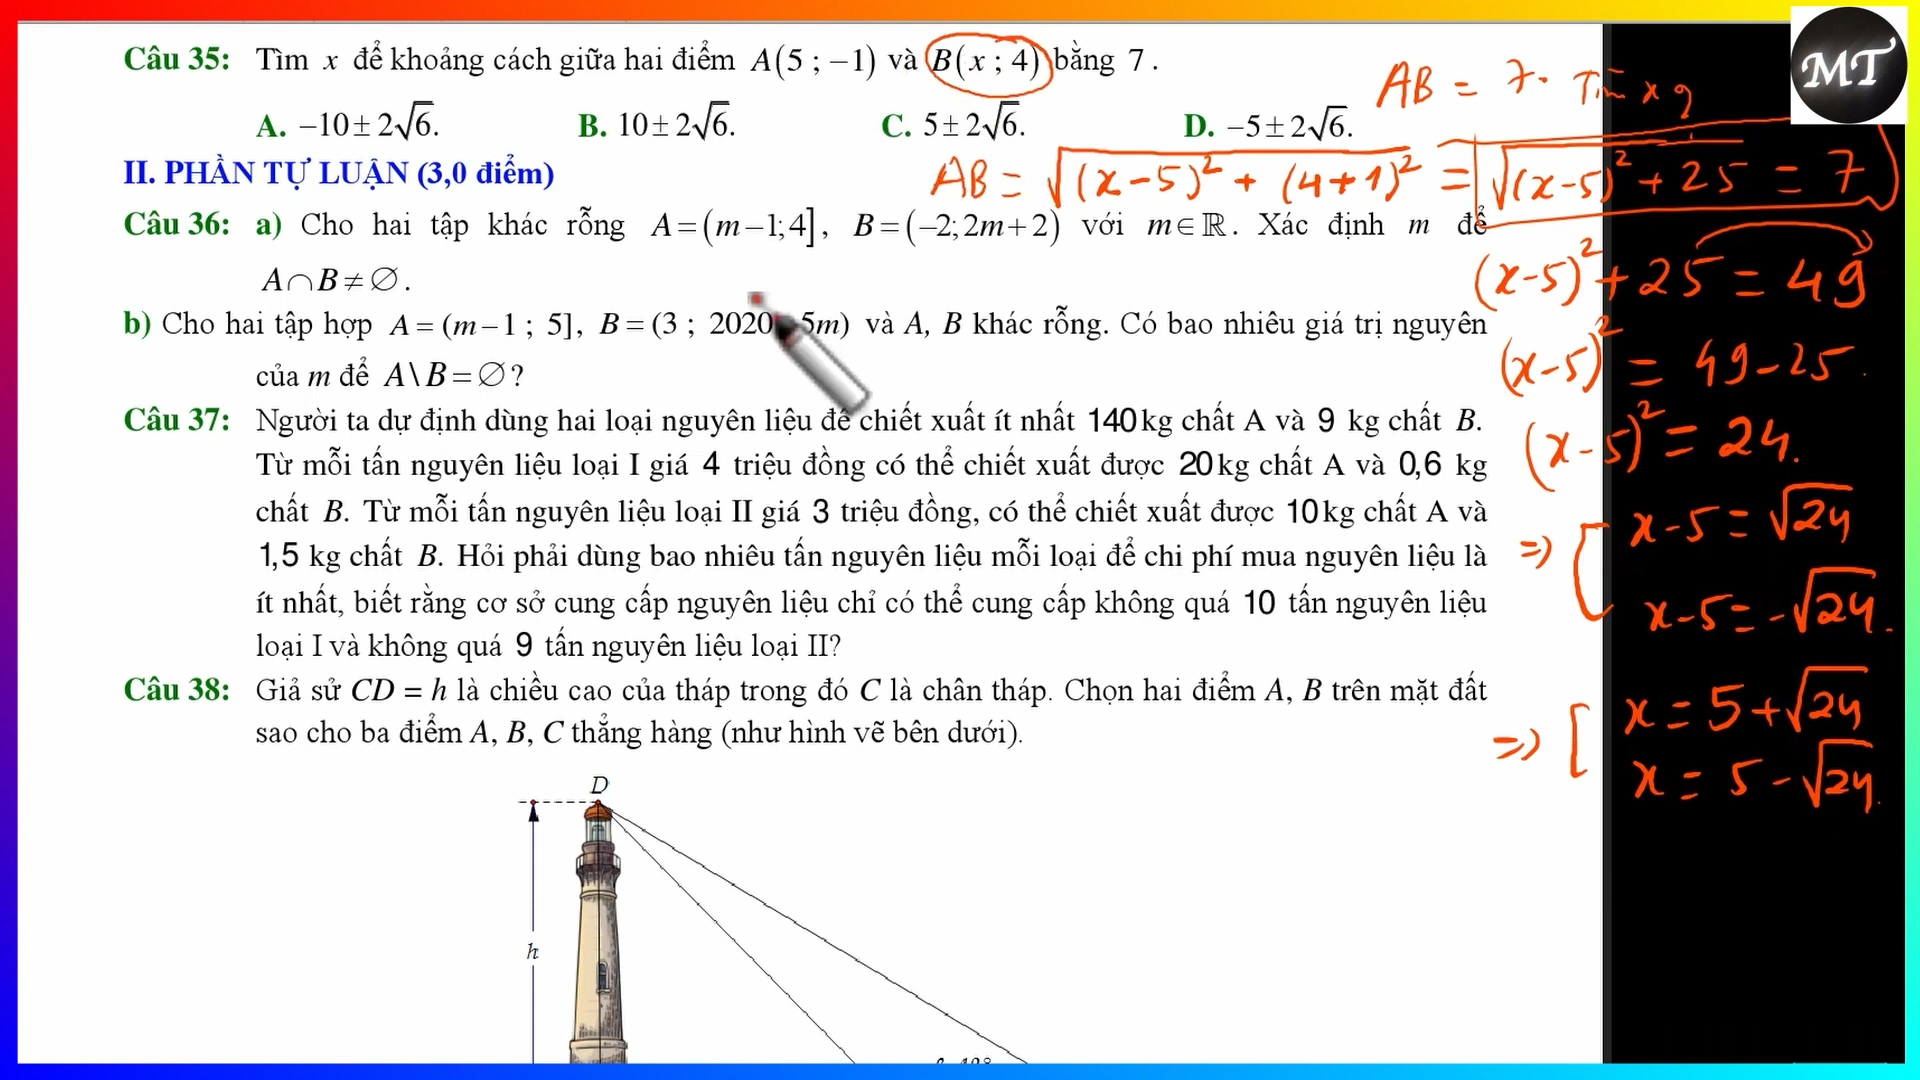 MT
Câu 35: Tìm x để khoảng cách giữa hai điểm A(5 ; −1) và B(x ; 4) bằng 7 .
A. −10 ± 2√6. B. 10 ± 2√6. C. 5 ± 2√6. D. −5 ± 2√6.
II. PHẦN TỰ LUẬN (3,0 điểm)
Câu 36: a) Cho hai tập khác rỗng A = (m − 1; 4], B = (−2; 2m + 2) với m ∈ ℝ. Xác định m để
A ∩ B ≠ ∅.
b) Cho hai tập hợp A = (m − 1 ; 5], B = (3 ; 2020 5m) và A, B khác rỗng. Có bao nhiêu giá trị nguyên
của m để A \ B = ∅ ?
Câu 37: Người ta dự định dùng hai loại nguyên liệu để chiết xuất ít nhất 140 kg chất A và 9 kg chất B.
Từ mỗi tấn nguyên liệu loại I giá 4 triệu đồng có thể chiết xuất được 20 kg chất A và 0,6 kg
chất B. Từ mỗi tấn nguyên liệu loại II giá 3 triệu đồng, có thể chiết xuất được 10 kg chất A và
1,5 kg chất B. Hỏi phải dùng bao nhiêu tấn nguyên liệu mỗi loại để chi phí mua nguyên liệu là
ít nhất, biết rằng cơ sở cung cấp nguyên liệu chỉ có thể cung cấp không quá 10 tấn nguyên liệu
loại I và không quá 9 tấn nguyên liệu loại II?
Câu 38: Giả sử CD = h là chiều cao của tháp trong đó C là chân tháp. Chọn hai điểm A, B trên mặt đất
sao cho ba điểm A, B, C thẳng hàng (như hình vẽ bên dưới).
D
h
AB = 7. Tìm x
AB = √((x−5)² + (4+1)²) = √((x−5)² + 25) = 7
(x−5)² + 25 = 49
(x−5)² = 49 − 25
(x−5)² = 24.
=> [ x−5 = √24
x−5 = −√24.
=> [ x = 5 + √24
x = 5 − √24.